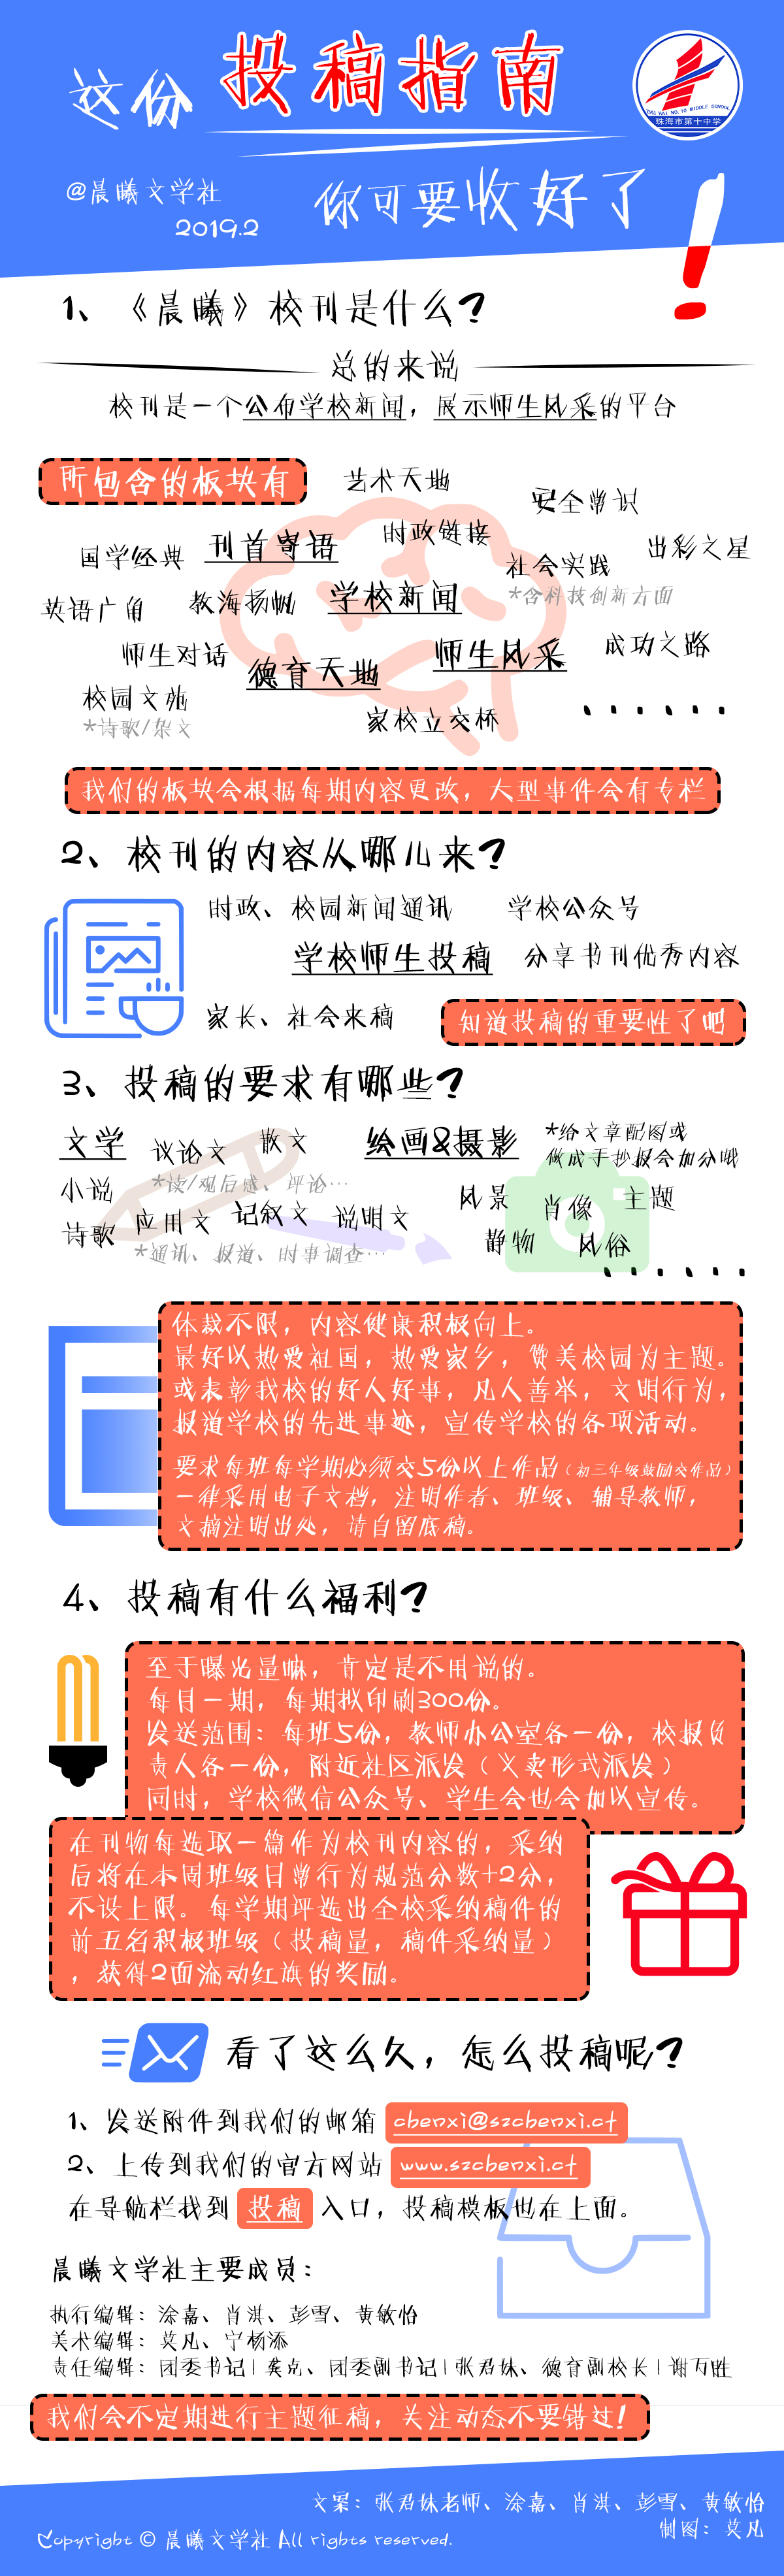 这份 投稿指南
ZHU HAI NO.10 MIDDLE SCHOOL
珠海市第十中学
@晨曦文学社
2019.2
你可要收好了!
1、《晨曦》校刊是什么?
总的来说
校刊是一个公布学校新闻，展示师生风采的平台
所包含的板块有
艺术天地
安全常识
国学经典
刊首寄语
时政链接
社会实践
出彩之星
*含科技创新方面
英语广角
教海扬帆
学校新闻
师生对话
德育天地
师生风采
成功之路
校园文苑
*诗歌/杂文
家校立交桥
......
我们的板块会根据每期内容更改，大型事件会有专栏
2、校刊的内容从哪儿来?
时政、校园新闻通讯
学校公众号
学校师生投稿
分享书刊优秀内容
家长、社会来稿
知道投稿的重要性了吧
3、投稿的要求有哪些?
文学
议论文
散文
绘画&摄影
*给文章配图或
做成手抄报会加分哦
小说
*读/观后感、评论…
风景
肖像
主题
诗歌
应用文
记叙文
说明文
静物
风俗
*通讯、报道、时事调查…
......
体裁不限，内容健康积极向上。
最好以热爱祖国，热爱家乡，赞美校园为主题。
或表彰我校的好人好事，凡人善举，文明行为，
报道学校的先进事迹，宣传学校的各项活动。
要求每班每学期必须交5份以上作品（初三年级鼓励交作品）
一律采用电子文档，注明作者、班级、辅导教师，
文摘注明出处，请自留底稿。
4、投稿有什么福利?
至于曝光量嘛，肯定是不用说的。
每月一期，每期拟印刷300份。
发送范围：每班5份，教师办公室各一份，校报负
责人各一份，附近社区派发（义卖形式派发）
同时，学校微信公众号、学生会也会加以宣传。
在刊物每选取一篇作为校刊内容的，采纳
后将在本周班级日常行为规范分数+2分，
不设上限。每学期评选出全校采纳稿件的
前五名积极班级（投稿量，稿件采纳量）
，获得2面流动红旗的奖励。
看了这么久，怎么投稿呢?
1、发送附件到我们的邮箱 chenxi@szchenxi.cf
2、上传到我们的官方网站 www.szchenxi.cf
在导航栏找到 投稿 入口，投稿模板也在上面。
晨曦文学社主要成员：
执行编辑：涂嘉、肖淇、彭雪、黄敏怡
美术编辑：莫凡、宁杨添
责任编辑：团委书记|龚克、团委副书记|张君妹、德育副校长|谢万胜
我们会不定期进行主题征稿，关注动态不要错过!
文案：张君妹老师、涂嘉、肖淇、彭雪、黄敏怡
制图：莫凡
Copyright © 晨曦文学社 All rights reserved.